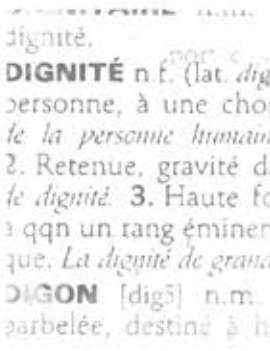 dignité.
DIGNITÉ n.f. (lat. dig
personne, à une cho
de la personne humain
2. Retenue, gravité d
de dignité. 3. Haute fo
à qqn un rang éminen
que. La dignité de grand
DIGON [digɔ̃] n.m.
barbelée, destiné à h